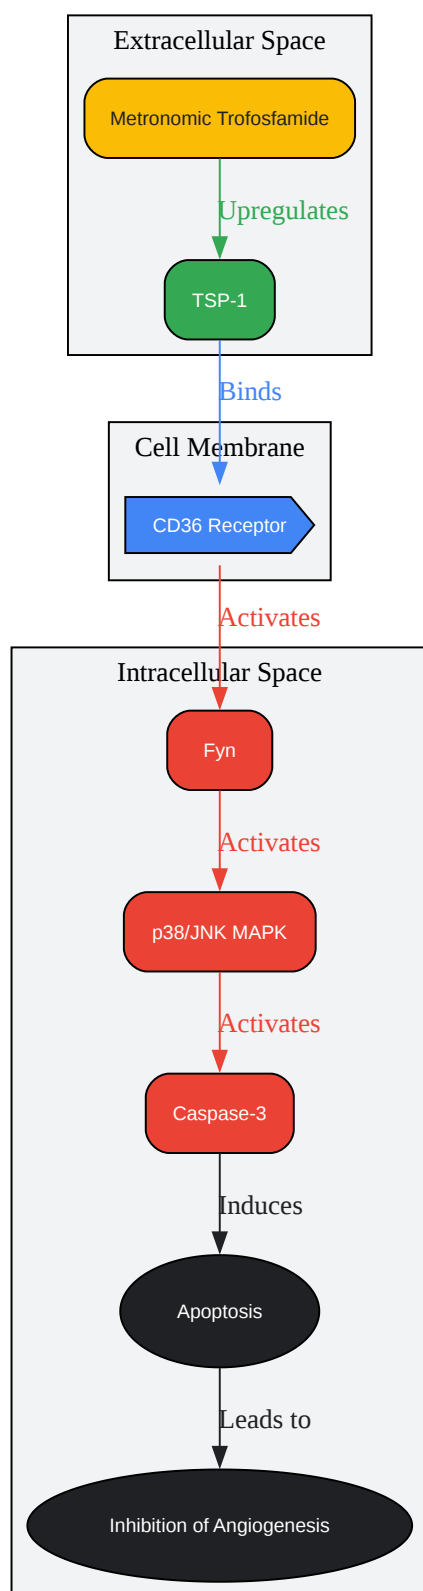 Extracellular Space
Metronomic Trofosfamide
Upregulates
TSP-1
Binds
Cell Membrane
CD36 Receptor
Activates
Intracellular Space
Fyn
Activates
p38/JNK MAPK
Activates
Caspase-3
Induces
Apoptosis
Leads to
Inhibition of Angiogenesis